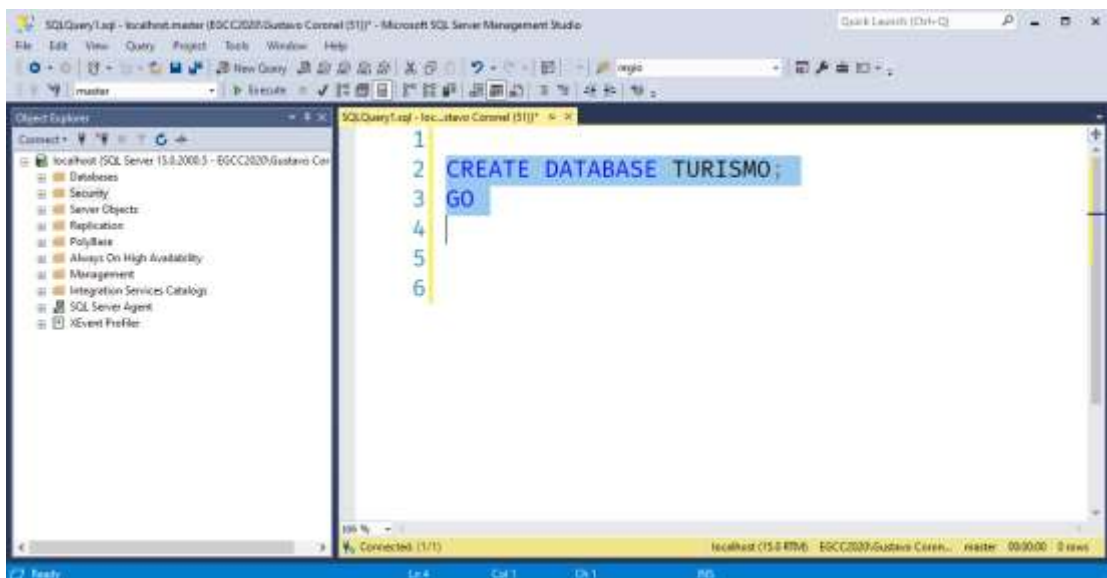 SQLQuery1.sql - localhost.master (EGCC2020\Gustavo Coronel (51))* - Microsoft SQL Server Management Studio
Quick Launch (Ctrl+Q)
File Edit View Query Project Tools Window Help
New Query
master
Execute
Object Explorer
SQLQuery1.sql - loc...stavo Coronel (51))*
Connect
localhost (SQL Server 15.0.2000.5 - EGCC2020\Gustavo Cor
Databases
Security
Server Objects
Replication
PolyBase
Always On High Availability
Management
Integration Services Catalogs
SQL Server Agent
XEvent Profiler
1
2 CREATE DATABASE TURISMO;
3 GO
4
5
6
Connected. (1/1)
localhost (15.0 RTM) EGCC2020\Gustavo Coron... master 00:00:00 0 rows
Ready Ln 4 Col 1 Ch 1 INS